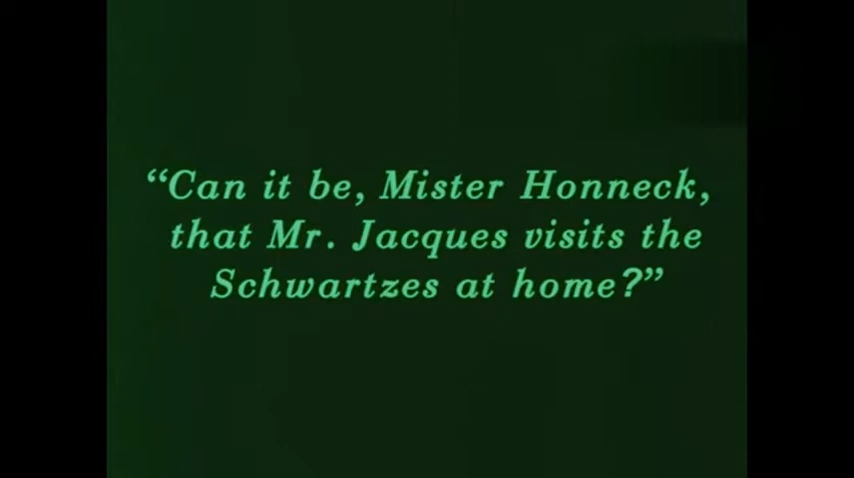 “Can it be, Mister Honneck,
that Mr. Jacques visits the
Schwartzes at home?”